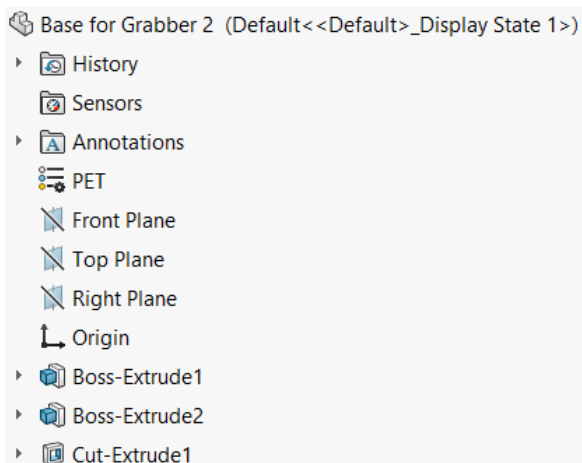 Base for Grabber 2 (Default<<Default>_Display State 1>)
History
Sensors
A Annotations
PET
Front Plane
Top Plane
Right Plane
Origin
Boss-Extrude1
Boss-Extrude2
Cut-Extrude1